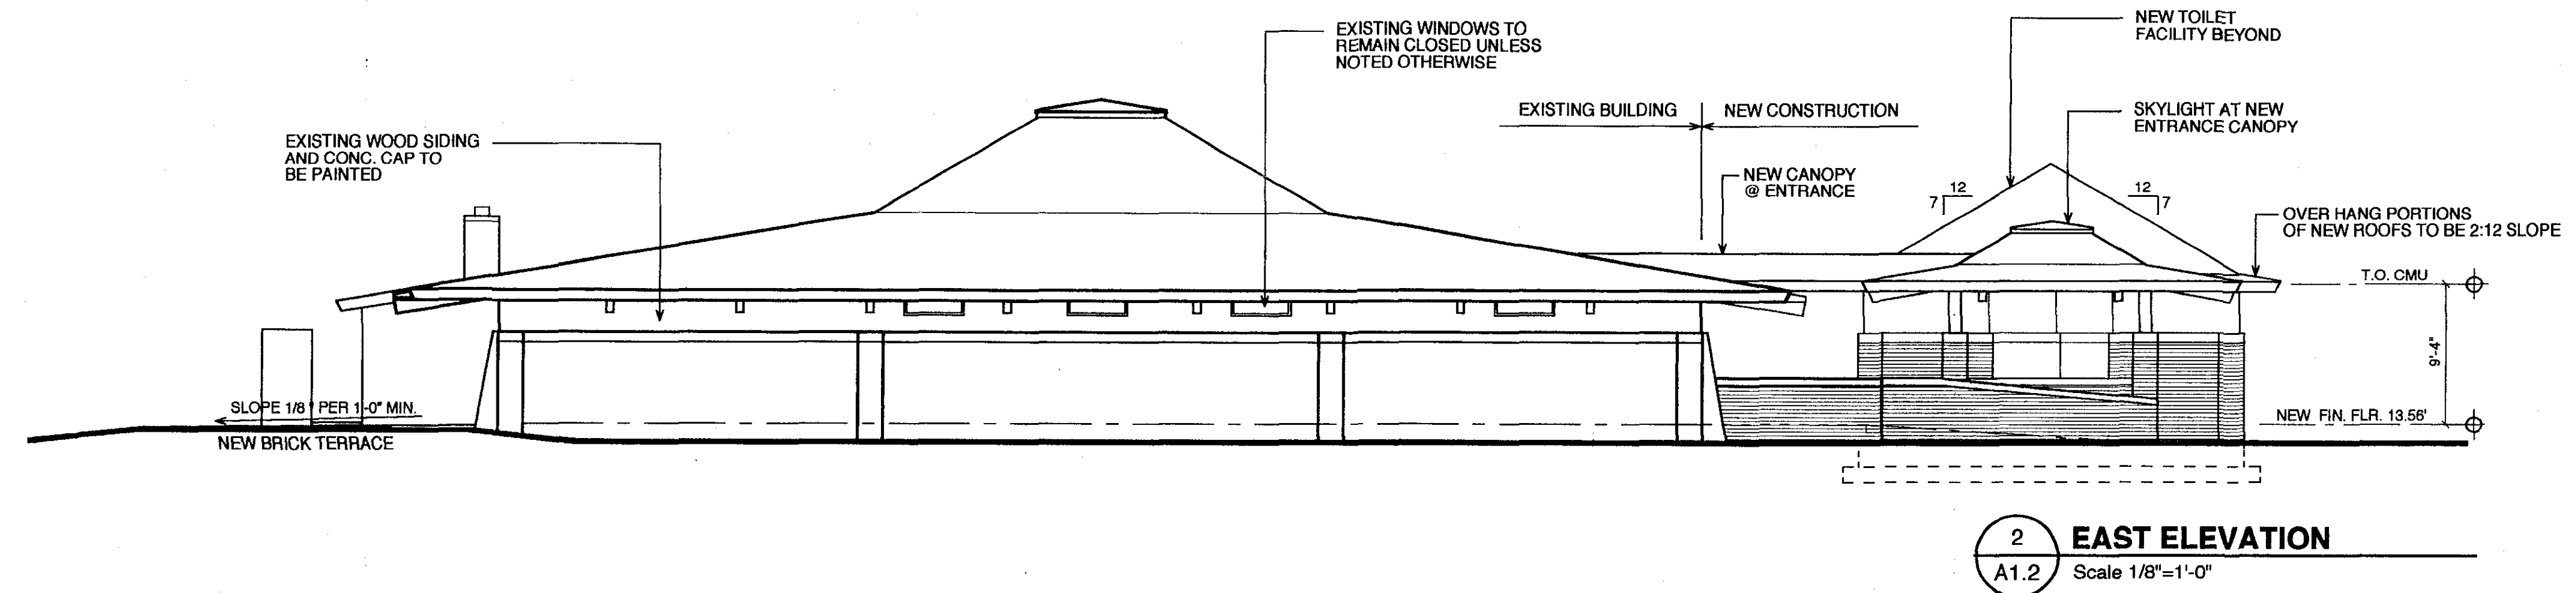 EXISTING WINDOWS TO
REMAIN CLOSED UNLESS
NOTED OTHERWISE
NEW TOILET
FACILITY BEYOND
EXISTING WOOD SIDING
AND CONC. CAP TO
BE PAINTED
EXISTING BUILDING
NEW CONSTRUCTION
SKYLIGHT AT NEW
ENTRANCE CANOPY
NEW CANOPY
@ ENTRANCE
12
7
12
7
OVER HANG PORTIONS
OF NEW ROOFS TO BE 2:12 SLOPE
T.O. CMU
9'-4"
SLOPE 1/8" PER 1'-0" MIN.
NEW BRICK TERRACE
NEW FIN. FLR. 13.56'
2
A1.2
EAST ELEVATION
Scale 1/8"=1'-0"